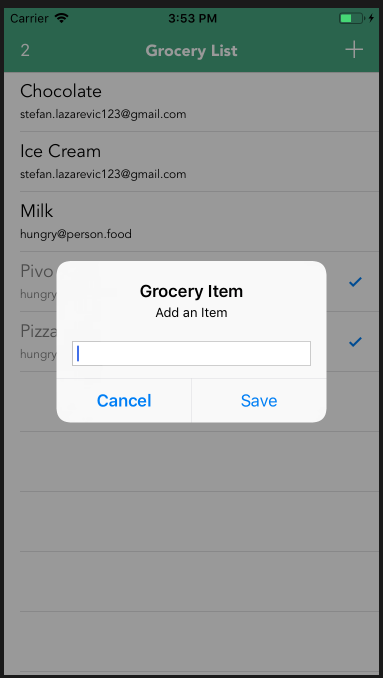 Carrier 3:53 PM
2 Grocery List
Chocolate
stefan.lazarevic123@gmail.com
Ice Cream
stefan.lazarevic123@gmail.com
Milk
hungry@person.food
Pivo
hungry
Pizza
hungry
Grocery Item
Add an Item
Cancel Save